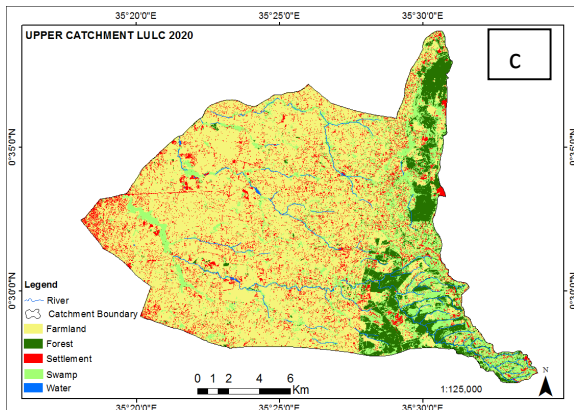 35°20'0"E 35°25'0"E 35°30'0"E
UPPER CATCHMENT LULC 2020
C
0°35'0"N 0°35'0"N
0°30'0"N 0°30'0"N
Legend
River
Catchment Boundary
Farmland
Forest
Settlement
Swamp
Water
0 1 2 4 6
Km
1:125,000
N
35°20'0"E 35°25'0"E 35°30'0"E